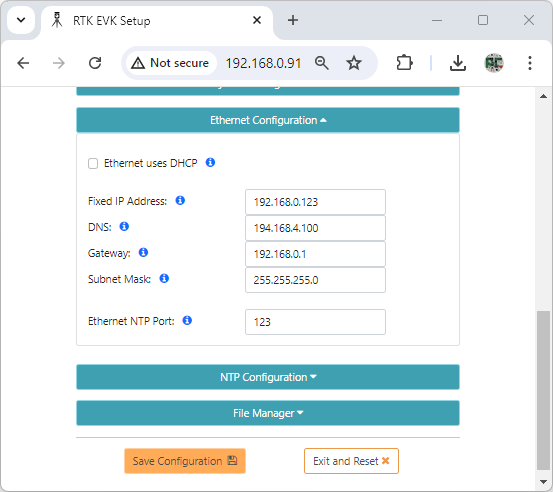 RTK EVK Setup
Not secure 192.168.0.91
Ethernet Configuration
Ethernet uses DHCP
Fixed IP Address: 192.168.0.123
DNS: 194.168.4.100
Gateway: 192.168.0.1
Subnet Mask: 255.255.255.0
Ethernet NTP Port: 123
NTP Configuration
File Manager
Save Configuration Exit and Reset